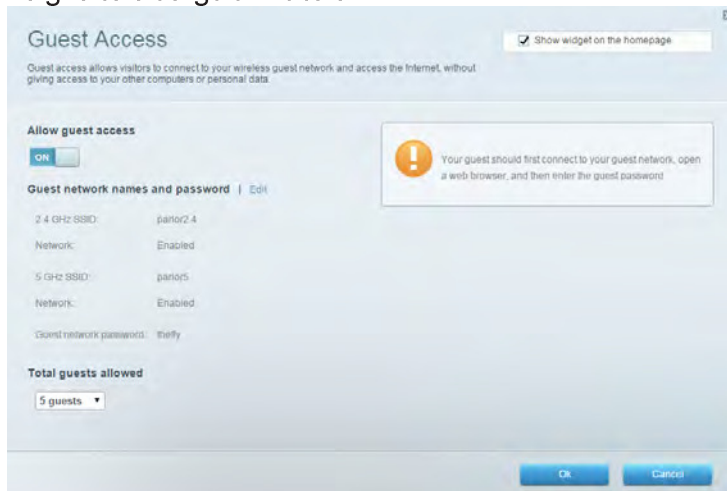 Guest Access
Show widget on the homepage
Guest access allows visitors to connect to your wireless guest network and access the Internet, without
giving access to your other computers or personal data
Allow guest access
ON
Your guest should first connect to your guest network, open
a web browser, and then enter the guest password
Guest network names and password | Edit
2.4 GHz SSID: parlor2.4
Network: Enabled
5 GHz SSID: parlor5
Network: Enabled
Guest network password:
Total guests allowed
5 guests
Ok
Cancel